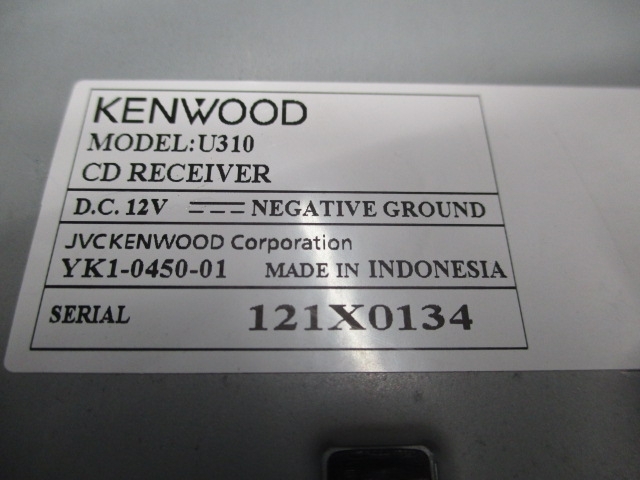 KENWOOD
MODEL:U310
CD RECEIVER
D.C. 12V NEGATIVE GROUND
JVCKENWOOD Corporation
YK1-0450-01 MADE IN INDONESIA
SERIAL 121X0134